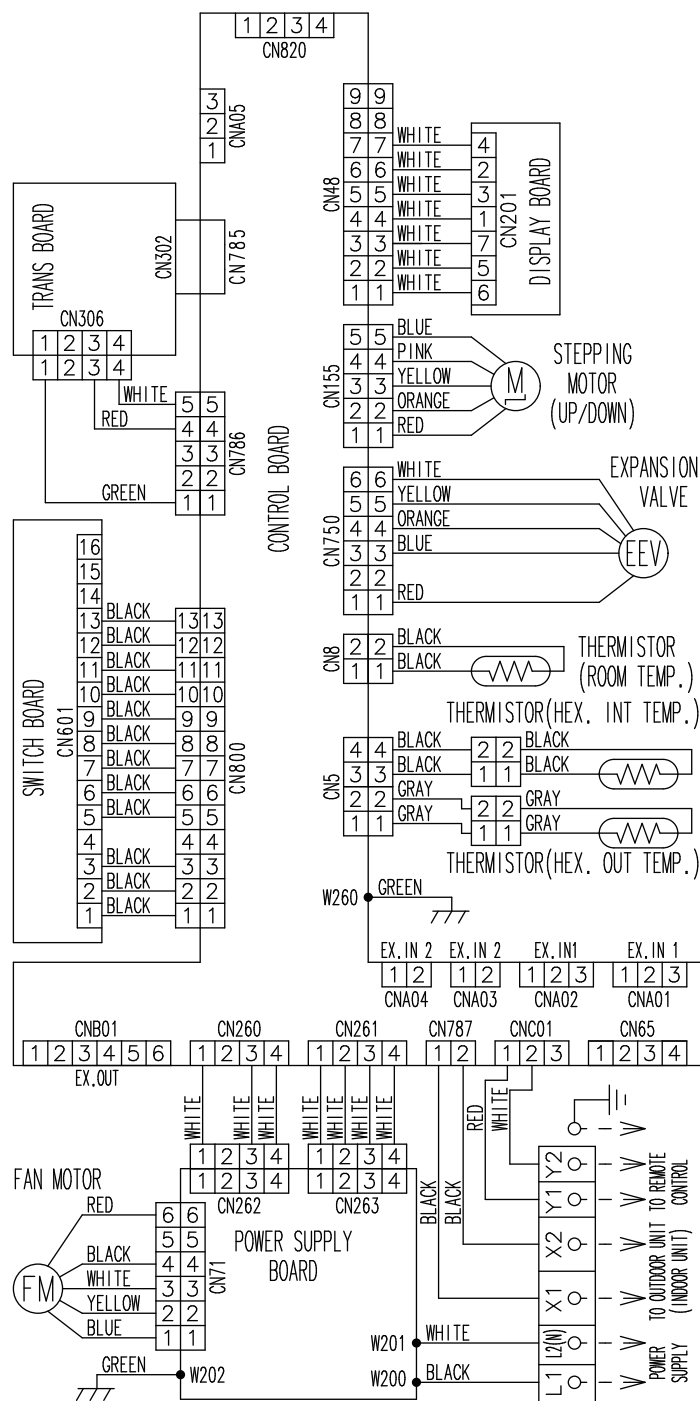 1 2 3 4
CN820
3
2
1
CNA05
TRANS BOARD
CN302
CN785
CN306
1 2 3 4
1 2 3 4
WHITE
RED
GREEN
5 5
4 4
3 3
2 2
1 1
CN786
CONTROL BOARD
9 9
8 8
7 7 WHITE 4
6 6 WHITE 2
5 5 WHITE 3
4 4 WHITE 1
3 3 WHITE 7
2 2 WHITE 5
1 1 WHITE 6
CN48
CN201
DISPLAY BOARD
CN155
5 5 BLUE
4 4 PINK
3 3 YELLOW
2 2 ORANGE
1 1 RED
M
STEPPING
MOTOR
(UP/DOWN)
CN750
6 6 WHITE
5 5 YELLOW
4 4 ORANGE
3 3 BLUE
2 2
1 1 RED
EEV
EXPANSION
VALVE
CN8
2 2 BLACK
1 1 BLACK
THERMISTOR
(ROOM TEMP.)
THERMISTOR(HEX. INT TEMP.)
CN5
4 4 BLACK 2 2 BLACK
3 3 BLACK 1 1 BLACK
2 2 GRAY 2 2 GRAY
1 1 GRAY 1 1 GRAY
THERMISTOR(HEX. OUT TEMP.)
W260 GREEN
SWITCH BOARD
CN601
16
15
14
13 BLACK 13 13
12 BLACK 12 12
11 BLACK 11 11
10 BLACK 10 10
9 BLACK 9 9
8 BLACK 8 8
7 BLACK 7 7
6 BLACK 6 6
5 BLACK 5 5
4 4 4
3 BLACK 3 3
2 BLACK 2 2
1 BLACK 1 1
CN800
EX.IN 2 EX.IN 2 EX.IN1 EX.IN 1
1 2 1 2 1 2 3 1 2 3
CNA04 CNA03 CNA02 CNA01
CNB01 CN260 CN261 CN787 CNC01 CN65
1 2 3 4 5 6 1 2 3 4 1 2 3 4 1 2 1 2 3 1 2 3 4
EX.OUT
WHITE WHITE WHITE WHITE WHITE WHITE WHITE
RED
WHITE
BLACK
BLACK
1 2 3 4 1 2 3 4
1 2 3 4 1 2 3 4
CN262 CN263
POWER SUPPLY
BOARD
FAN MOTOR
FM
RED 6 6
5 5
BLACK 4 4
WHITE 3 3
YELLOW 2 2
BLUE 1 1
CN71
GREEN W202
W201 WHITE
W200 BLACK
Y2
Y1
X2
X1
L2(N)
L1
TO REMOTE
CONTROL
TO OUTDOOR UNIT
(INDOOR UNIT)
POWER
SUPPLY